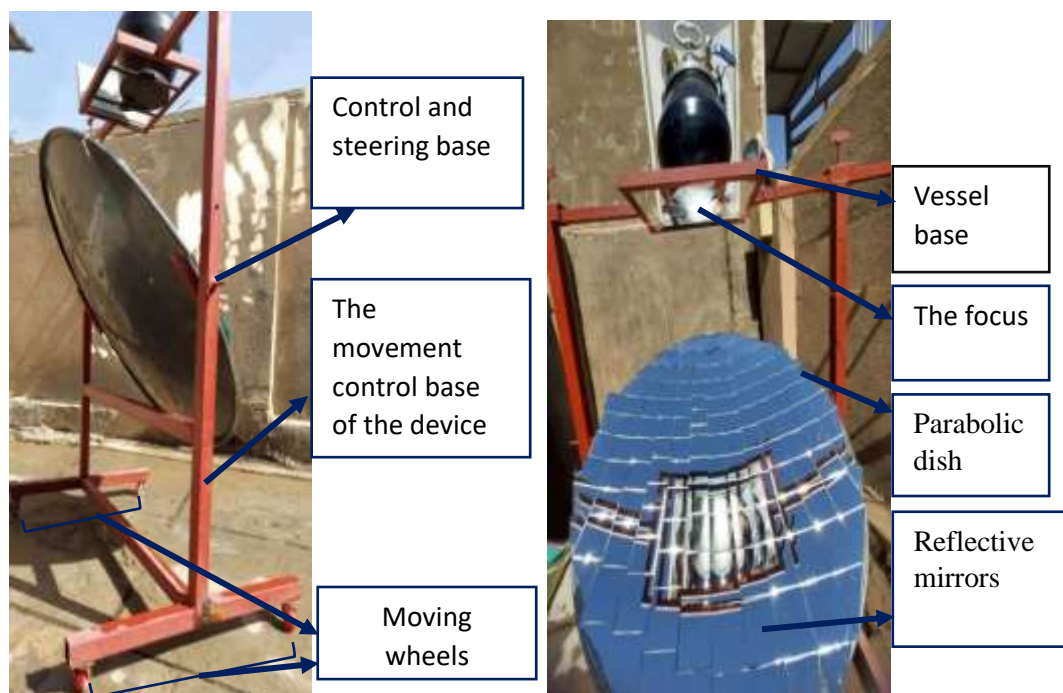 Control and
steering base
The
movement
control base
of the device
Moving
wheels
Vessel
base
The focus
Parabolic
dish
Reflective
mirrors